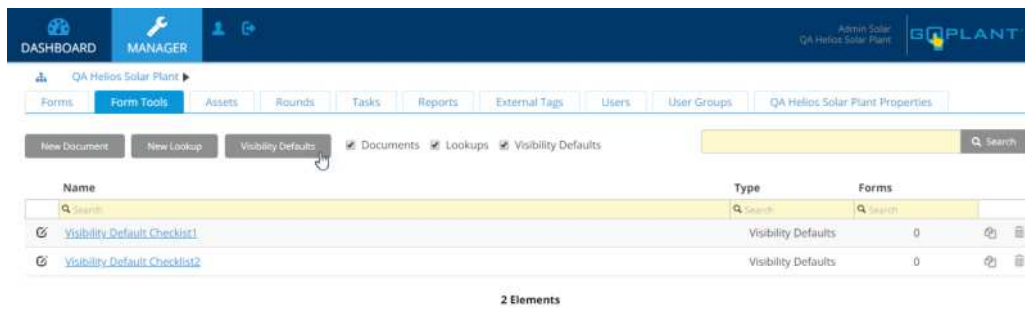 Admin Solar
DASHBOARD MANAGER QA Helios Solar Plant GOPLANT
QA Helios Solar Plant
Forms Form Tools Assets Rounds Tasks Reports External Tags Users User Groups QA Helios Solar Plant Properties
New Document New Lookup Visibility Defaults Documents Lookups Visibility Defaults Search
Name Type Forms
Search Search Search
Visibility Default Checkist1 Visibility Defaults 0
Visibility Default Checklist2 Visibility Defaults 0
2 Elements